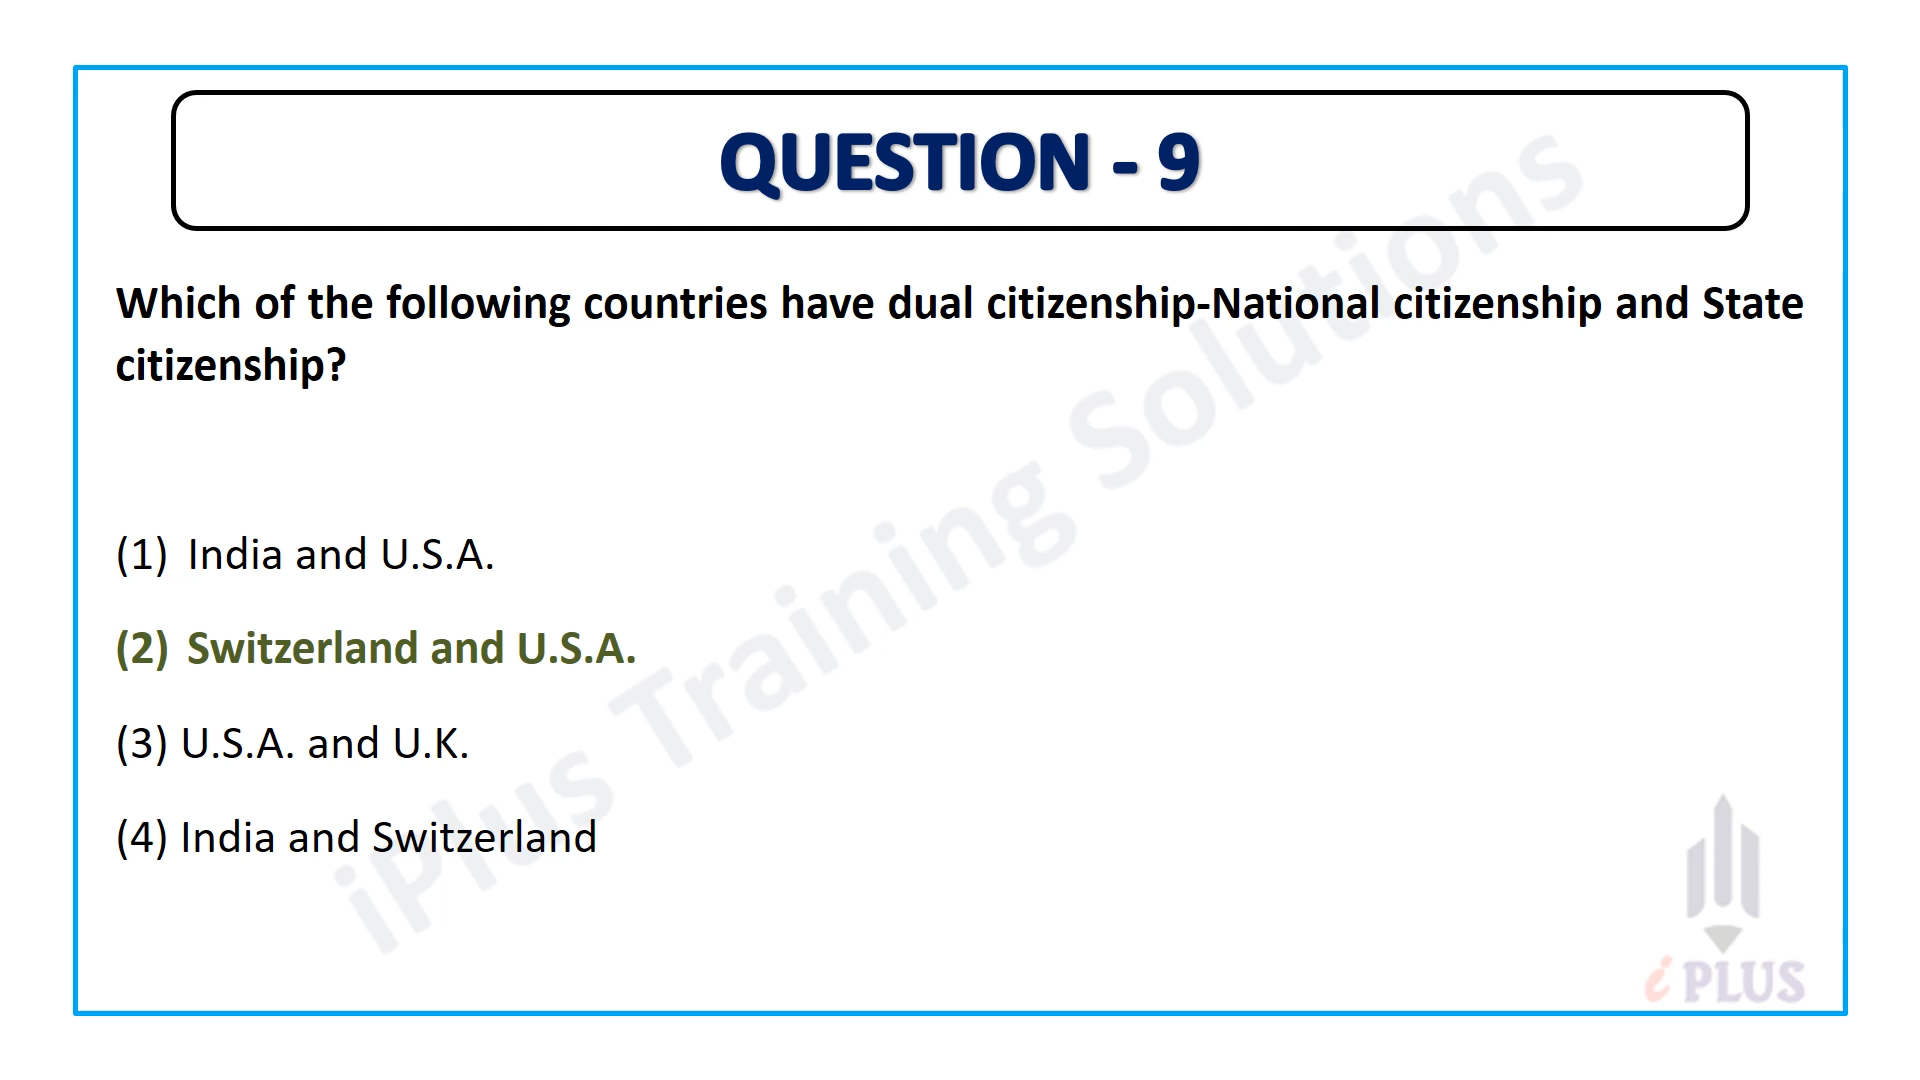 QUESTION - 9
Which of the following countries have dual citizenship-National citizenship and State
citizenship?
(1) India and U.S.A.
(2) Switzerland and U.S.A.
(3) U.S.A. and U.K.
(4) India and Switzerland
iPlus Training Solutions
i PLUS